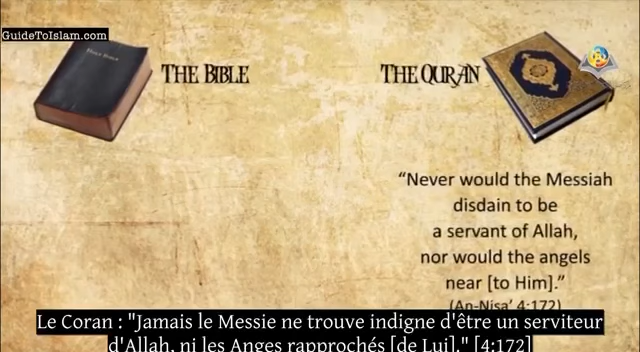 GuideToIslam.com
HOLY BIBLE
THE BIBLE
THE QURAN
“Never would the Messiah
disdain to be
a servant of Allah,
nor would the angels
near [to Him].”
(An-Nisa’ 4:172)
Le Coran : "Jamais le Messie ne trouve indigne d'être un serviteur
d'Allah, ni les Anges rapprochés [de Lui]." [4:172]